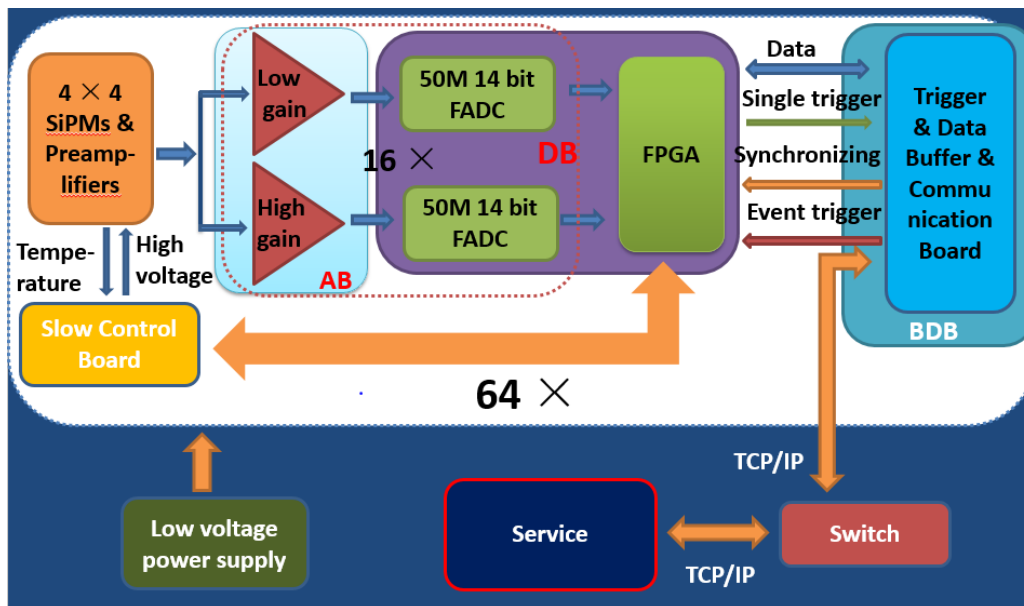 4 × 4
SiPMs &
Preamp-
lifiers
Low
gain
High
gain
AB
16 ×
50M 14 bit
FADC
50M 14 bit
FADC
DB
FPGA
Data
Single trigger
Synchronizing
Event trigger
Trigger
& Data
Buffer &
Commu
nication
Board
BDB
Tempe-
rature
High
voltage
Slow Control
Board
64 ×
Low voltage
power supply
Service
TCP/IP
Switch
TCP/IP